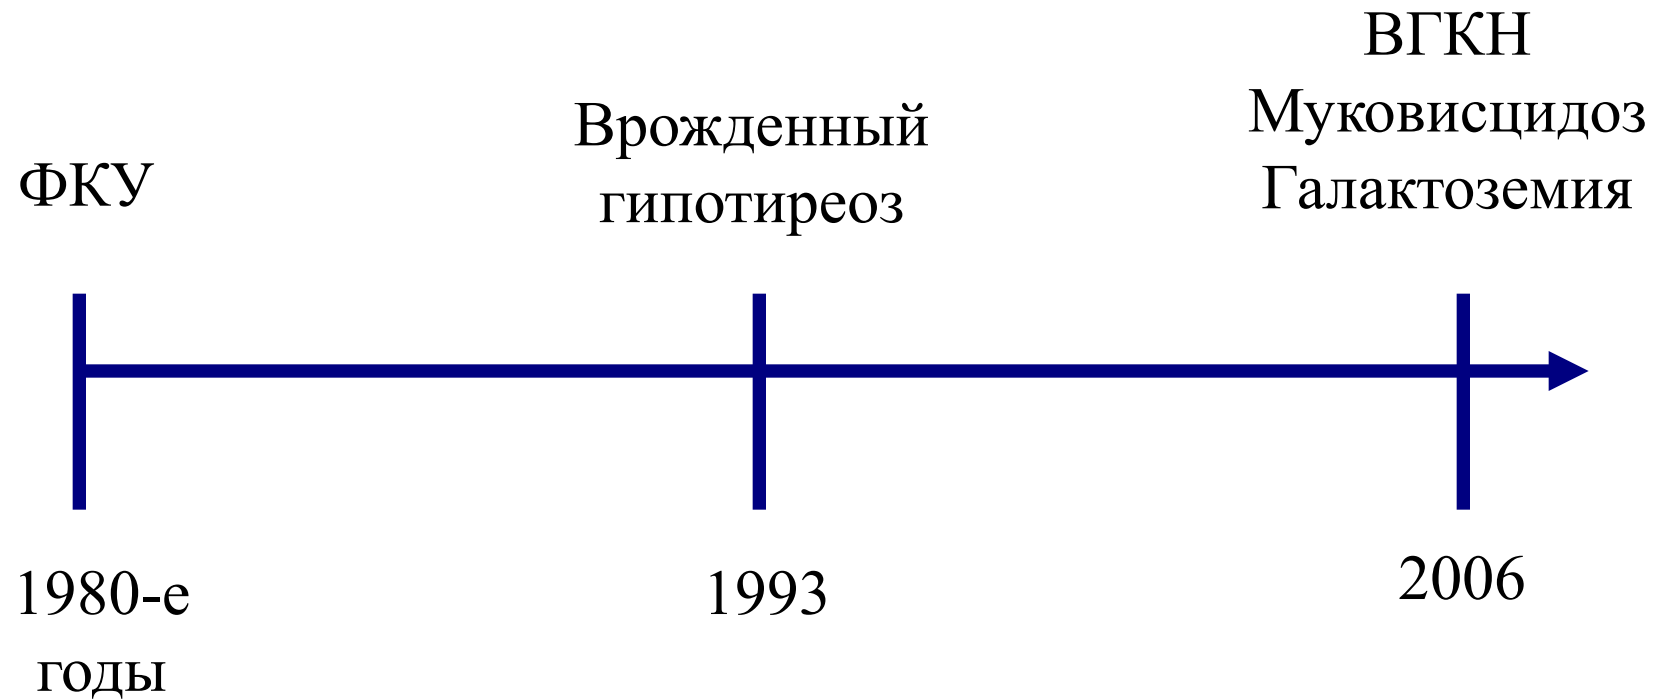 ФКУ
Врожденный
гипотиреоз
ВГКН
Муковисцидоз
Галактоземия
1980-е
годы
1993
2006